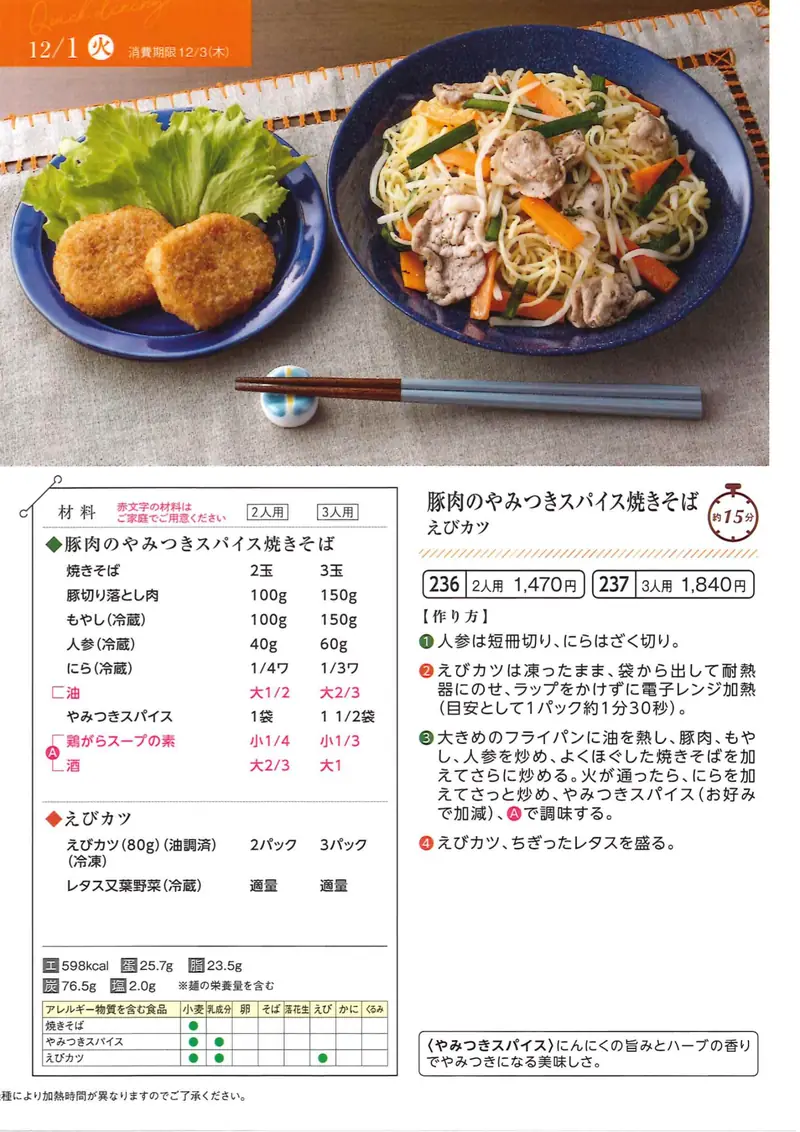 Quick dining
12/1 火 消費期限12/3(木)
材料 赤文字の材料はご家庭でご用意ください 2人用 3人用
◆豚肉のやみつきスパイス焼きそば
焼きそば 2玉 3玉
豚切り落とし肉 100g 150g
もやし(冷蔵) 100g 150g
人参(冷蔵) 40g 60g
にら(冷蔵) 1/4ワ 1/3ワ
油 大1/2 大2/3
やみつきスパイス 1袋 1 1/2袋
A 鶏がらスープの素 小1/4 小1/3
酒 大2/3 大1
◆えびカツ
えびカツ(80g)(油調済) 2パック 3パック
(冷凍)
レタス又葉野菜(冷蔵) 適量 適量
エ 598kcal 蛋 25.7g 脂 23.5g
炭 76.5g 塩 2.0g ※麺の栄養量を含む
アレルギー物質を含む食品 小麦 乳成分 卵 そば 落花生 えび かに くるみ
焼きそば ●
やみつきスパイス ● ●
えびカツ ● ● ●
豚肉のやみつきスパイス焼きそば
えびカツ
約15分
236 2人用 1,470円 237 3人用 1,840円
【作り方】
1 人参は短冊切り、にらはざく切り。
2 えびカツは凍ったまま、袋から出して耐熱
器にのせ、ラップをかけずに電子レンジ加熱
(目安として1パック約1分30秒)。
3 大きめのフライパンに油を熱し、豚肉、もや
し、人参を炒め、よくほぐした焼きそばを加
えてさらに炒める。火が通ったら、にらを加
えてさっと炒め、やみつきスパイス(お好み
で加減)、Aで調味する。
4 えびカツ、ちぎったレタスを盛る。
〈やみつきスパイス〉にんにくの旨みとハーブの香り
でやみつきになる美味しさ。
種により加熱時間が異なりますのでご了承ください。